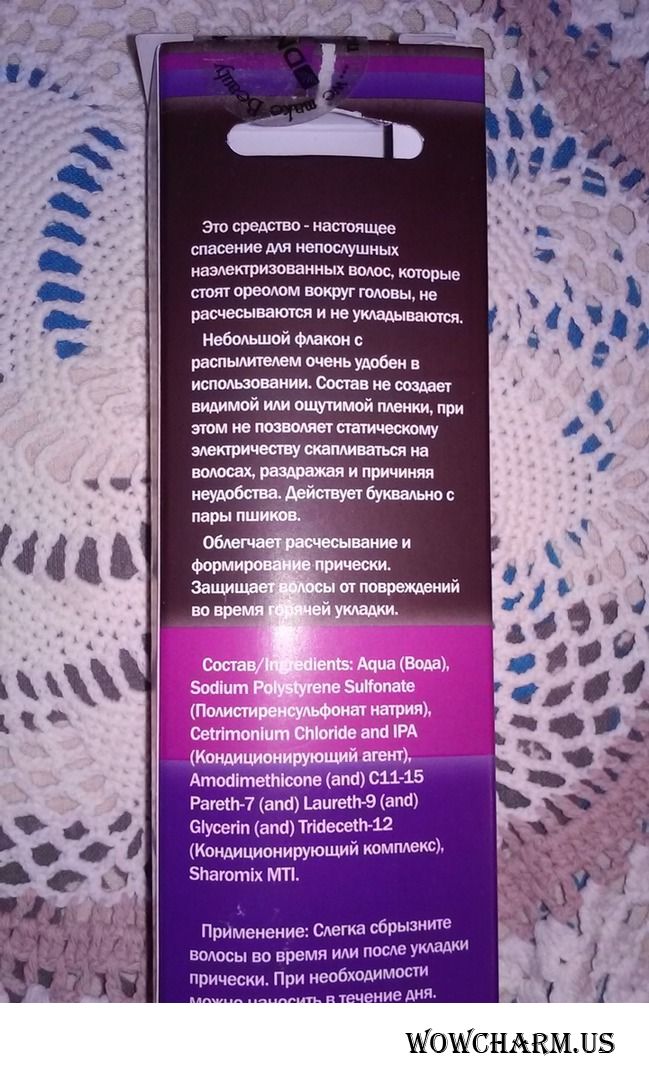 ...we make Beauty
DN
Это средство - настоящее
спасение для непослушных
наэлектризованных волос, которые
стоят ореолом вокруг головы, не
расчесываются и не укладываются.
Небольшой флакон с
распылителем очень удобен в
использовании. Состав не создает
видимой или ощутимой пленки, при
этом не позволяет статическому
электричеству скапливаться на
волосах, раздражая и причиняя
неудобства. Действует буквально с
пары пшиков.
Облегчает расчесывание и
формирование прически.
Защищает волосы от повреждений
во время горячей укладки.
Состав/Ingredients: Aqua (Вода),
Sodium Polystyrene Sulfonate
(Полистиренсульфонат натрия),
Cetrimonium Chloride and IPA
(Кондиционирующий агент),
Amodimethicone (and) C11-15
Pareth-7 (and) Laureth-9 (and)
Glycerin (and) Trideceth-12
(Кондиционирующий комплекс),
Sharomix MTI.
Применение: Слегка сбрызните
волосы во время или после укладки
прически. При необходимости
можно наносить в течение дня.
WOWCHARM.US